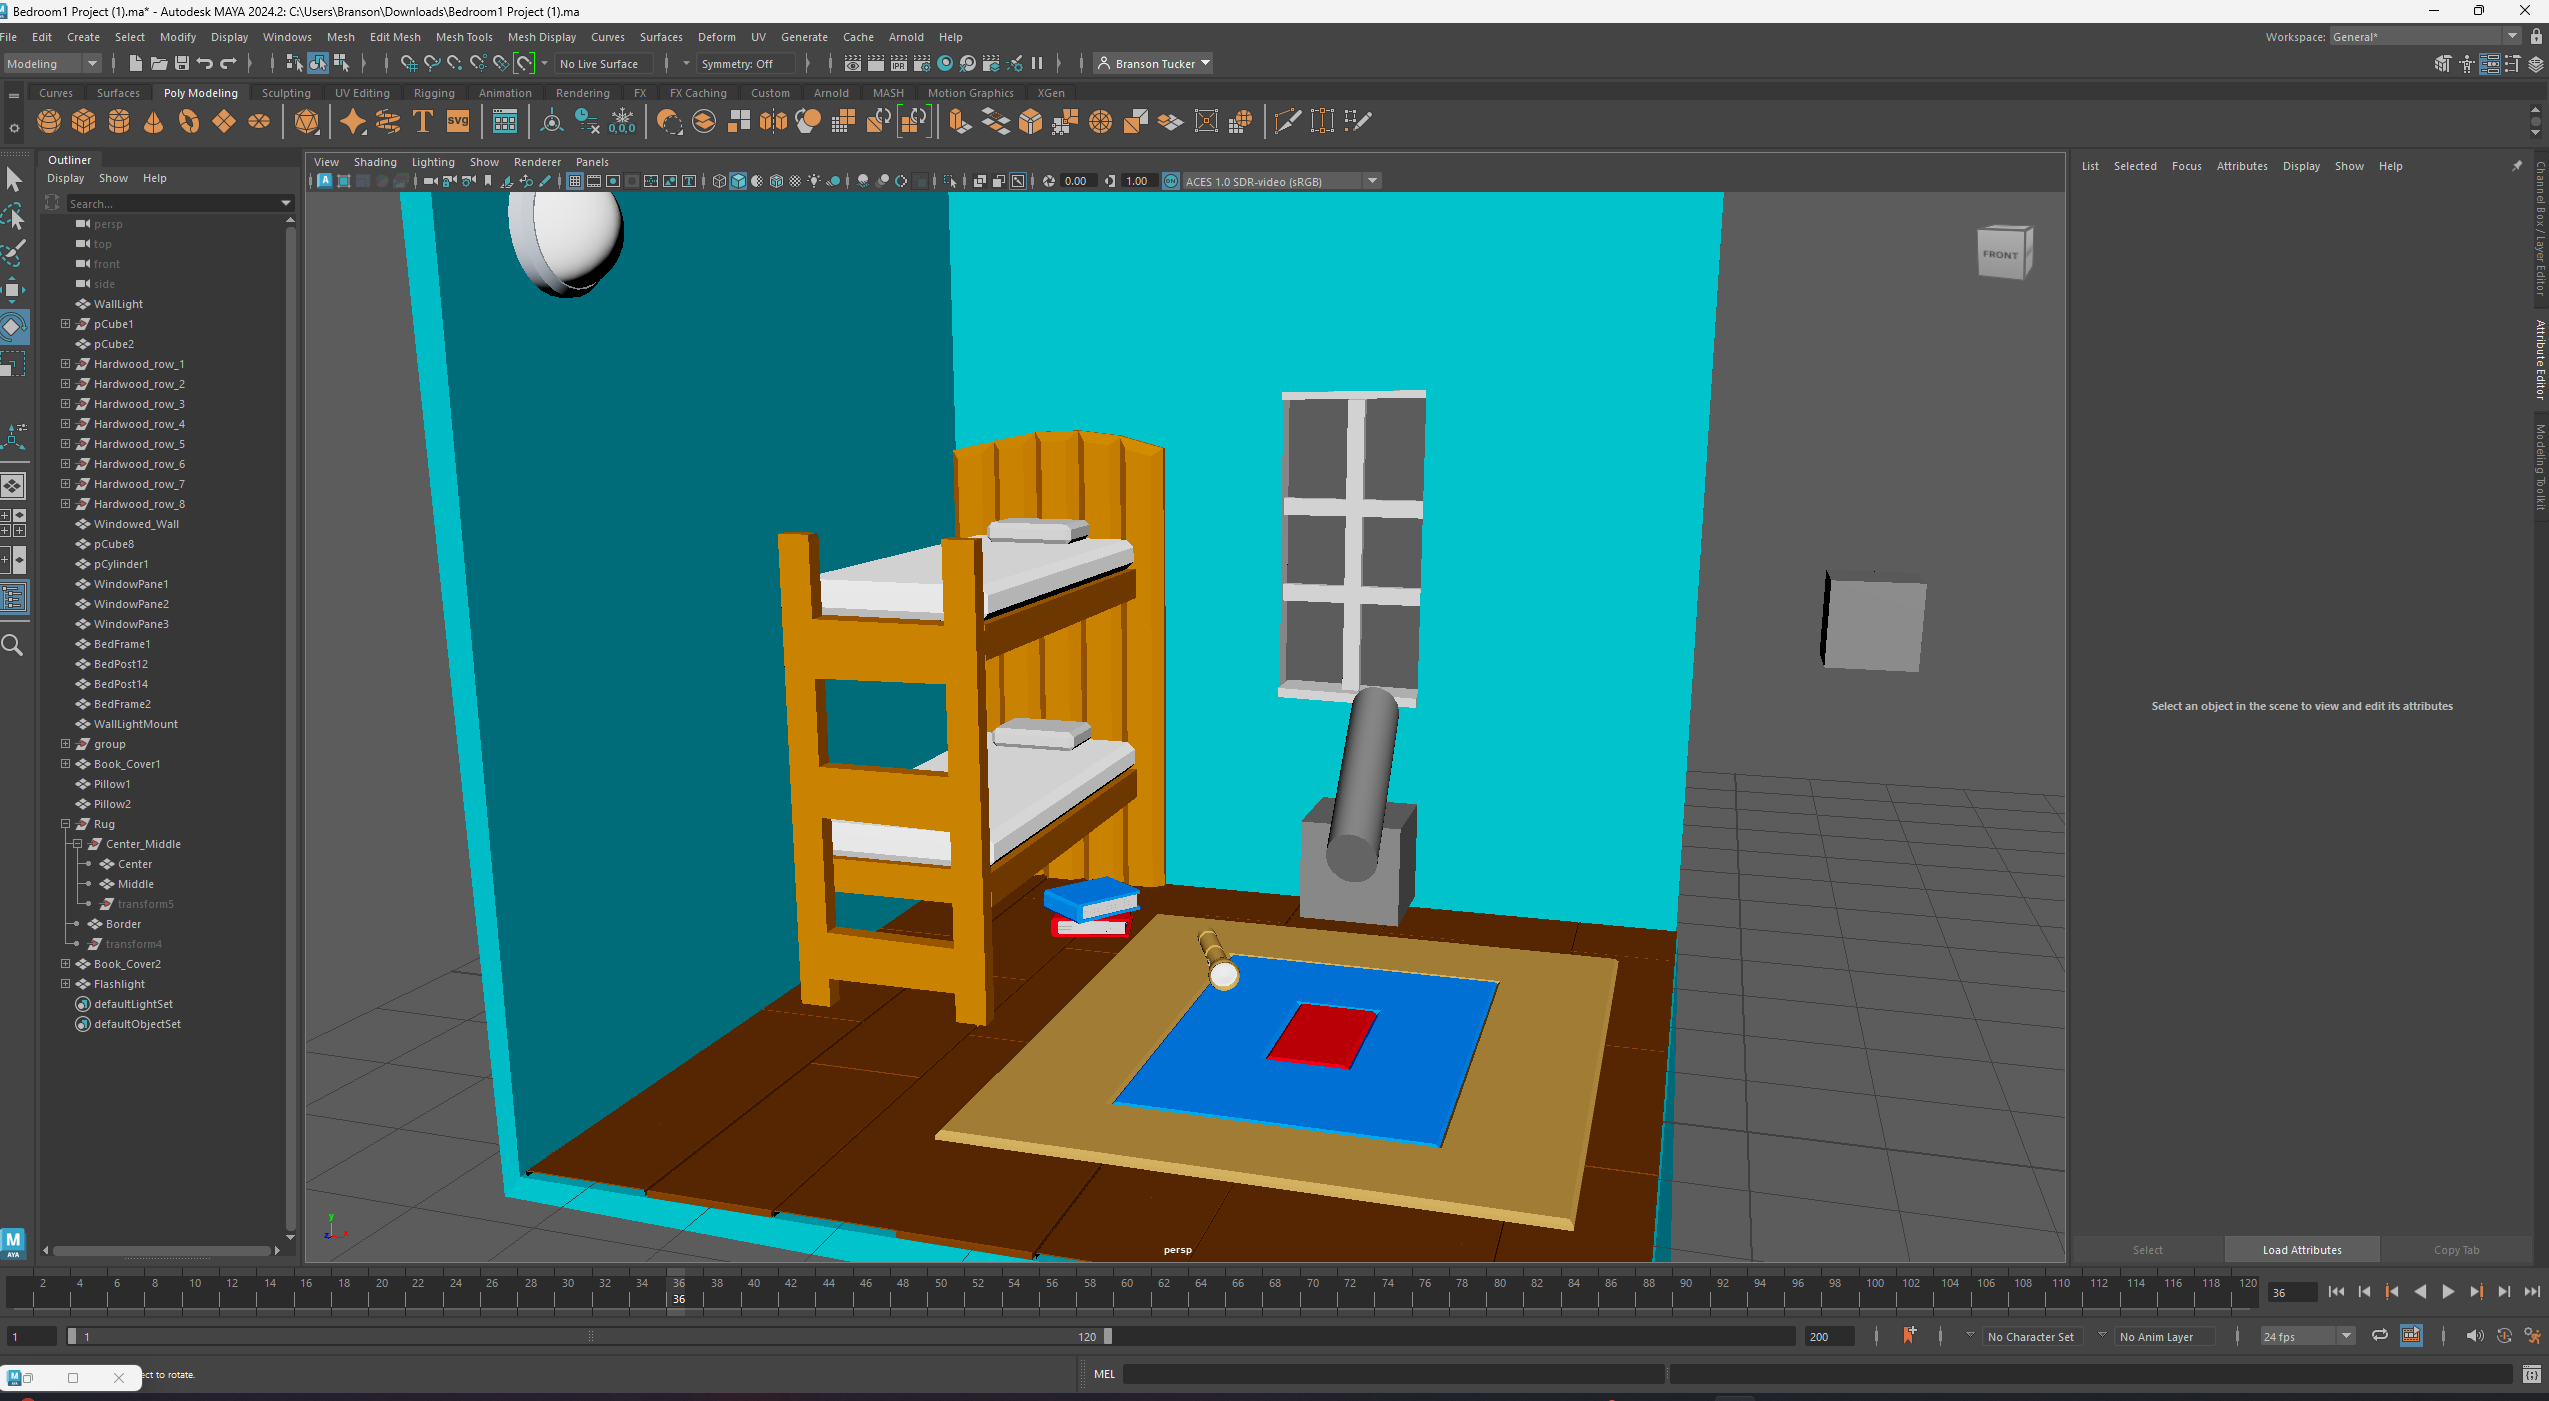 Bedroom1 Project (1).ma* - Autodesk MAYA 2024.2: C:\Users\Branson\Downloads\Bedroom1 Project (1).ma
File Edit Create Select Modify Display Windows Mesh Edit Mesh Mesh Tools Mesh Display Curves Surfaces Deform UV Generate Cache Arnold Help
Workspace: General*
Modeling
No Live Surface
Symmetry: Off
IPR
Branson Tucker
Curves Surfaces Poly Modeling Sculpting UV Editing Rigging Animation Rendering FX FX Caching Custom Arnold MASH Motion Graphics XGen
SVG
0,0,0
Outliner
Display Show Help
Search...
persp
top
front
side
WallLight
pCube1
pCube2
Hardwood_row_1
Hardwood_row_2
Hardwood_row_3
Hardwood_row_4
Hardwood_row_5
Hardwood_row_6
Hardwood_row_7
Hardwood_row_8
Windowed_Wall
pCube8
pCylinder1
WindowPane1
WindowPane2
WindowPane3
BedFrame1
BedPost12
BedPost14
BedFrame2
WallLightMount
group
Book_Cover1
Pillow1
Pillow2
Rug
Center_Middle
Center
Middle
transform5
Border
transform4
Book_Cover2
Flashlight
defaultLightSet
defaultObjectSet
View Shading Lighting Show Renderer Panels
0.00
1.00
ON
ACES 1.0 SDR-video (sRGB)
FRONT
y
z
x
persp
List Selected Focus Attributes Display Show Help
Select an object in the scene to view and edit its attributes
Channel Box / Layer Editor
Attribute Editor
Modeling Toolkit
Select
Load Attributes
Copy Tab
M
AYA
2 4 6 8 10 12 14 16 18 20 22 24 26 28 30 32 34 36 38 40 42 44 46 48 50 52 54 56 58 60 62 64 66 68 70 72 74 76 78 80 82 84 86 88 90 92 94 96 98 100 102 104 106 108 110 112 114 116 118 120
36
36
1
1
120
200
No Character Set
No Anim Layer
24 fps
ect to rotate.
MEL